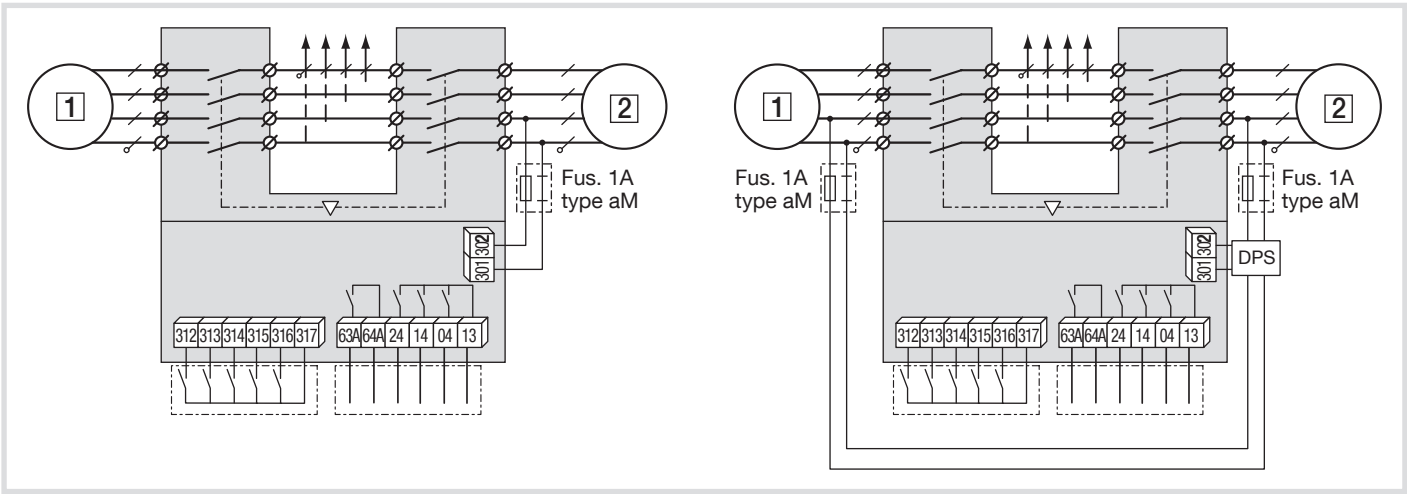 1
2
Fus. 1A
type aM
302
301
312 313 314 315 316 317
63A 64A 24 14 04 13
1
2
Fus. 1A
type aM
Fus. 1A
type aM
302
301
DPS
312 313 314 315 316 317
63A 64A 24 14 04 13